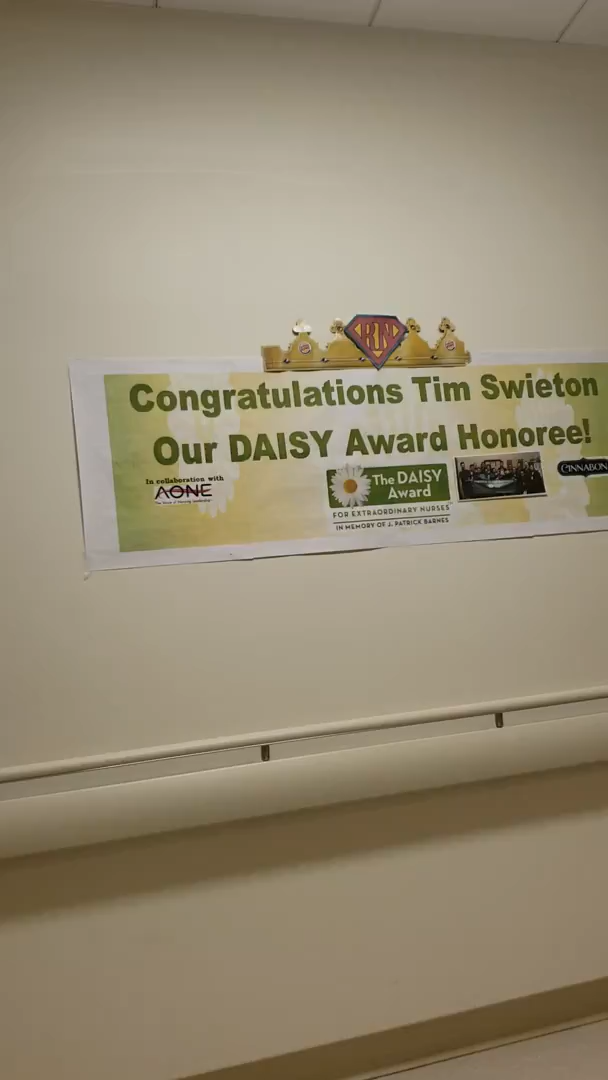 RN
Congratulations Tim Swieton
Our DAISY Award Honoree!
In collaboration with
AONE
The DAISY
Award
FOR EXTRAORDINARY NURSES
IN MEMORY OF J. PATRICK BARNES
CINNABON